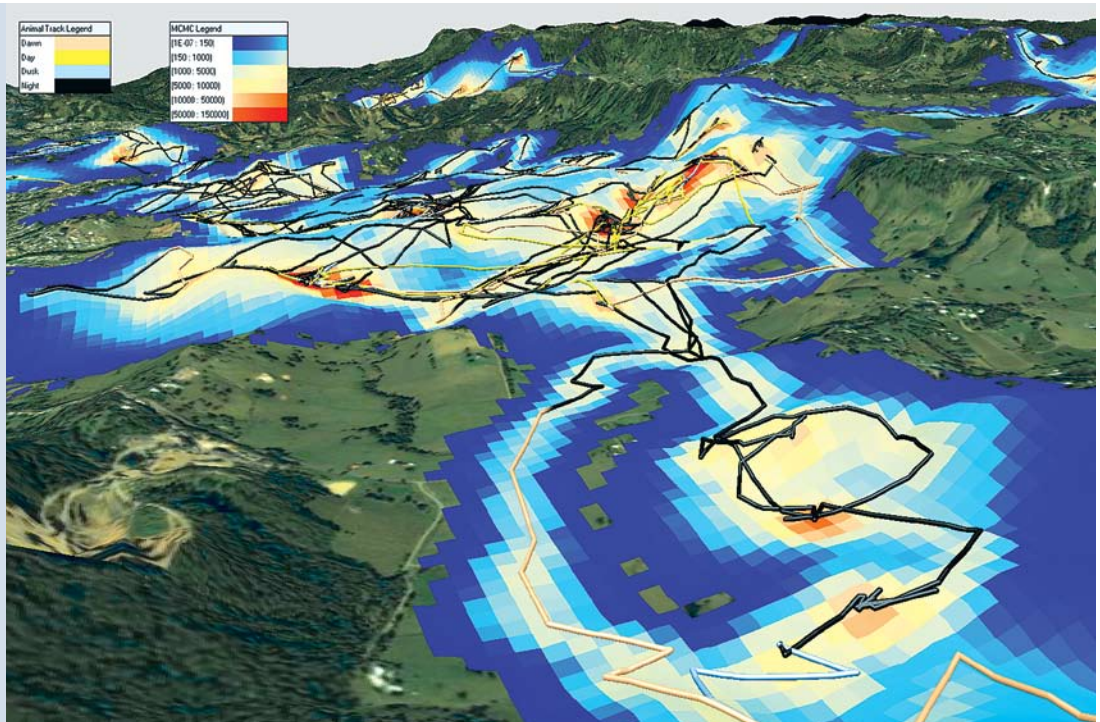 Animal Track Legend
Dawn
Day
Dusk
Night
MCMC Legend
[1E-07 : 150)
[150 : 1000)
[1000 : 5000)
[5000 : 10000)
[10000 : 50000)
[50000 : 150000)